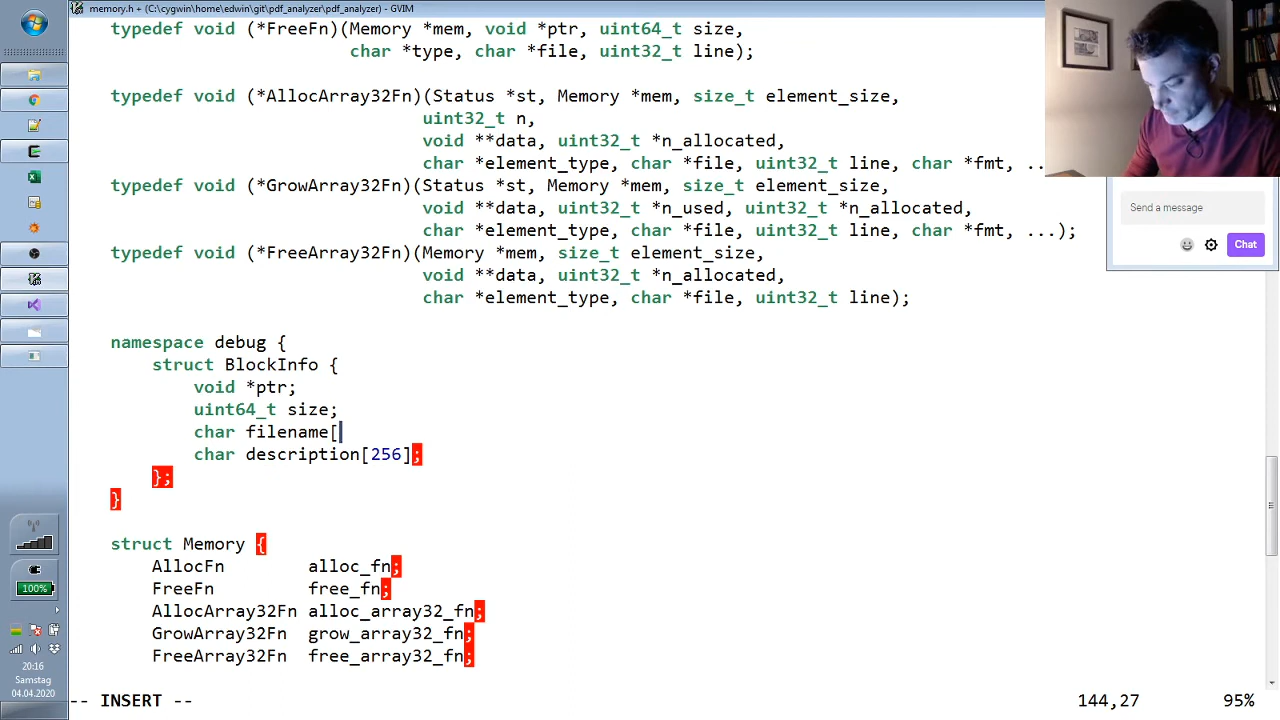 memory.h + (C:\cygwin\home\edwin\git\pdf_analyzer\pdf_analyzer) - GVIM
typedef void (*FreeFn)(Memory *mem, void *ptr, uint64_t size,
char *type, char *file, uint32_t line);
typedef void (*AllocArray32Fn)(Status *st, Memory *mem, size_t element_size,
uint32_t n,
void **data, uint32_t *n_allocated,
char *element_type, char *file, uint32_t line, char *fmt, ...
typedef void (*GrowArray32Fn)(Status *st, Memory *mem, size_t element_size,
void **data, uint32_t *n_used, uint32_t *n_allocated,
char *element_type, char *file, uint32_t line, char *fmt, ...);
typedef void (*FreeArray32Fn)(Memory *mem, size_t element_size,
void **data, uint32_t *n_allocated,
char *element_type, char *file, uint32_t line);
namespace debug {
struct BlockInfo {
void *ptr;
uint64_t size;
char filename[
char description[256];
};
}
struct Memory {
AllocFn alloc_fn;
FreeFn free_fn;
AllocArray32Fn alloc_array32_fn;
GrowArray32Fn grow_array32_fn;
FreeArray32Fn free_array32_fn;
-- INSERT -- 144,27 95%
Send a message
Chat
100%
20:16
Samstag
04.04.2020